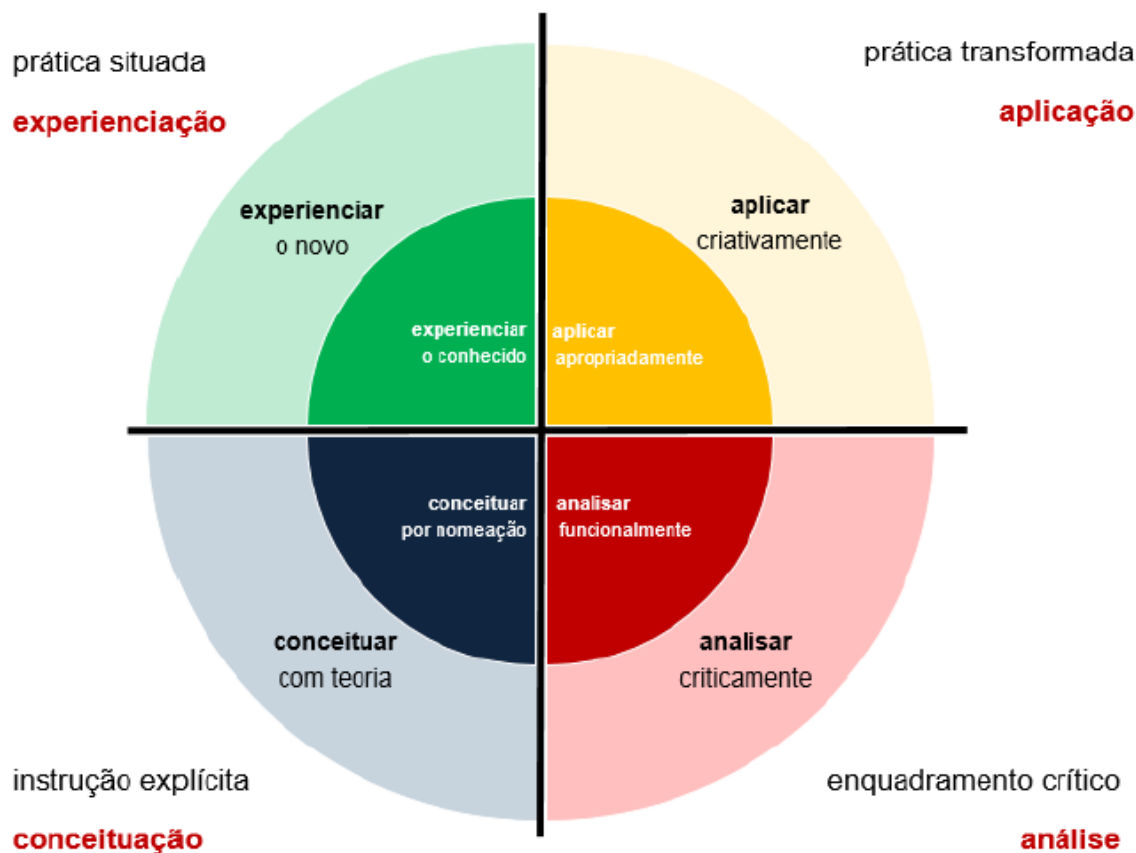 prática situada
experienciação
prática transformada
aplicação
experienciar
o novo
aplicar
criativamente
experienciar
o conhecido
aplicar
apropriadamente
conceituar
por nomeação
analisar
funcionalmente
conceituar
com teoria
analisar
criticamente
instrução explícita
conceituação
enquadramento crítico
análise